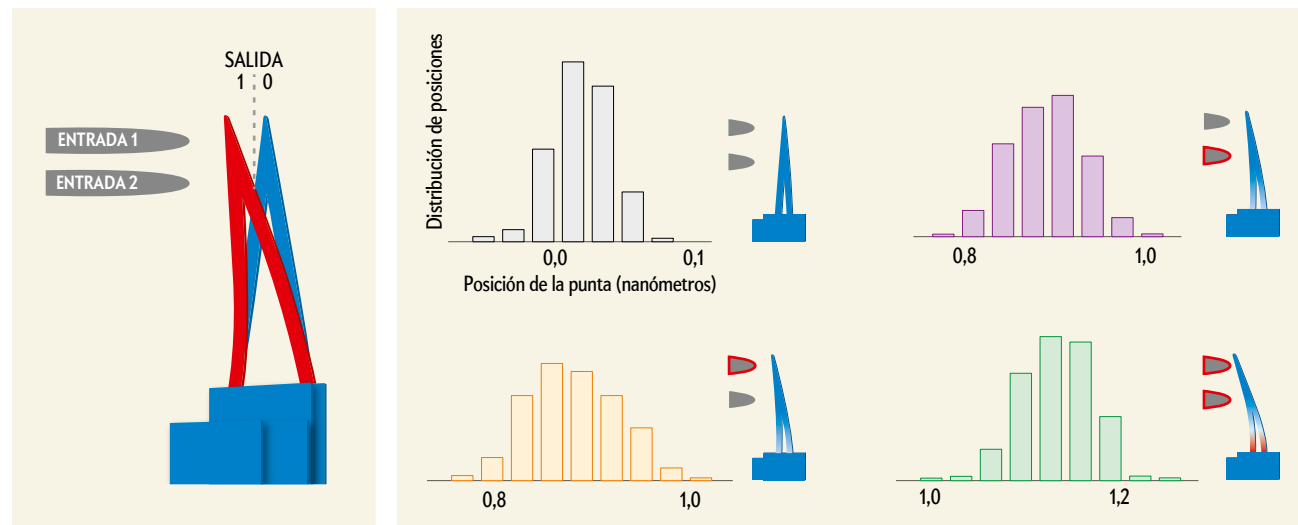 SALIDA
1 0
ENTRADA 1
ENTRADA 2
Distribución de posiciones
0,0 0,1
Posición de la punta (nanómetros)
0,8 1,0
0,8 1,0
1,0 1,2